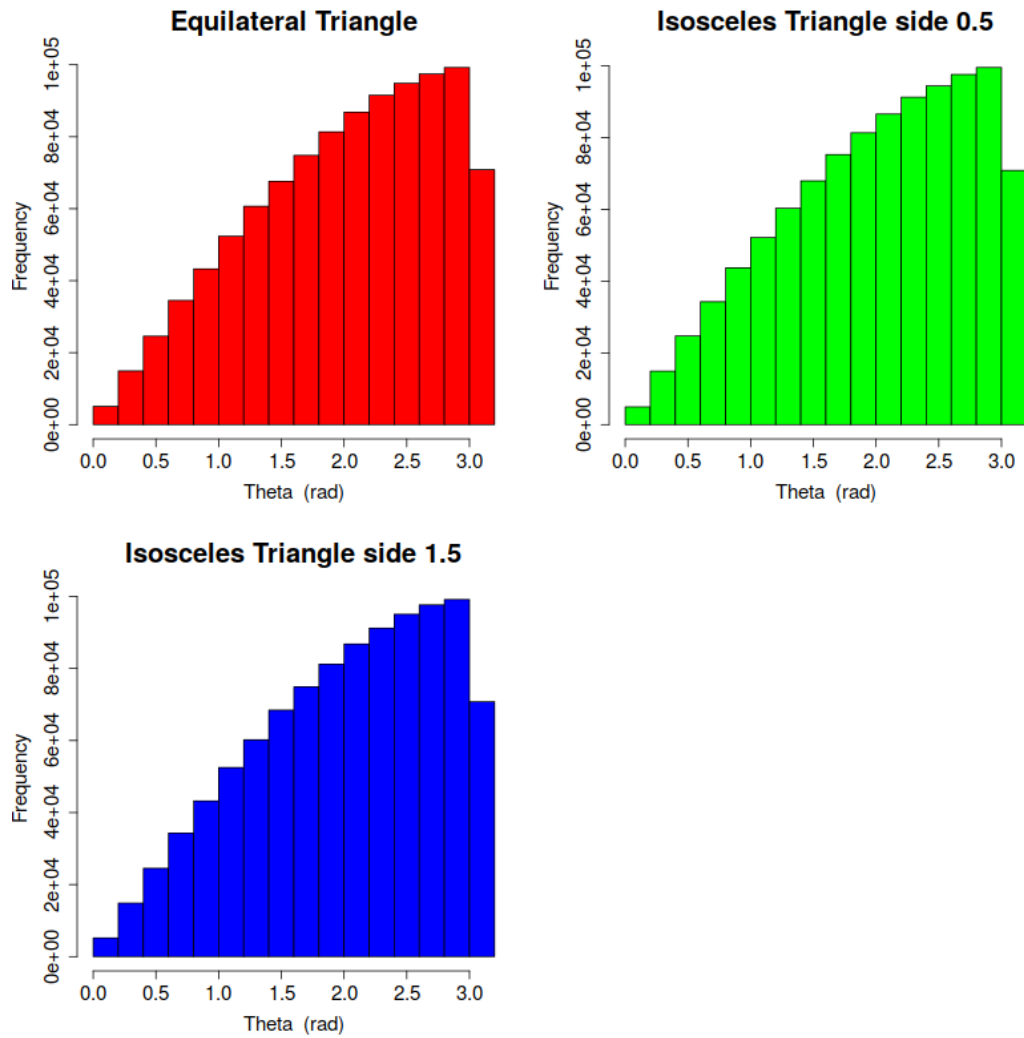 Equilateral Triangle
Frequency
0e+00 2e+04 4e+04 6e+04 8e+04 1e+05
0.0 0.5 1.0 1.5 2.0 2.5 3.0
Theta (rad)
Isosceles Triangle side 0.5
Frequency
0e+00 2e+04 4e+04 6e+04 8e+04 1e+05
0.0 0.5 1.0 1.5 2.0 2.5 3.0
Theta (rad)
Isosceles Triangle side 1.5
Frequency
0e+00 2e+04 4e+04 6e+04 8e+04 1e+05
0.0 0.5 1.0 1.5 2.0 2.5 3.0
Theta (rad)